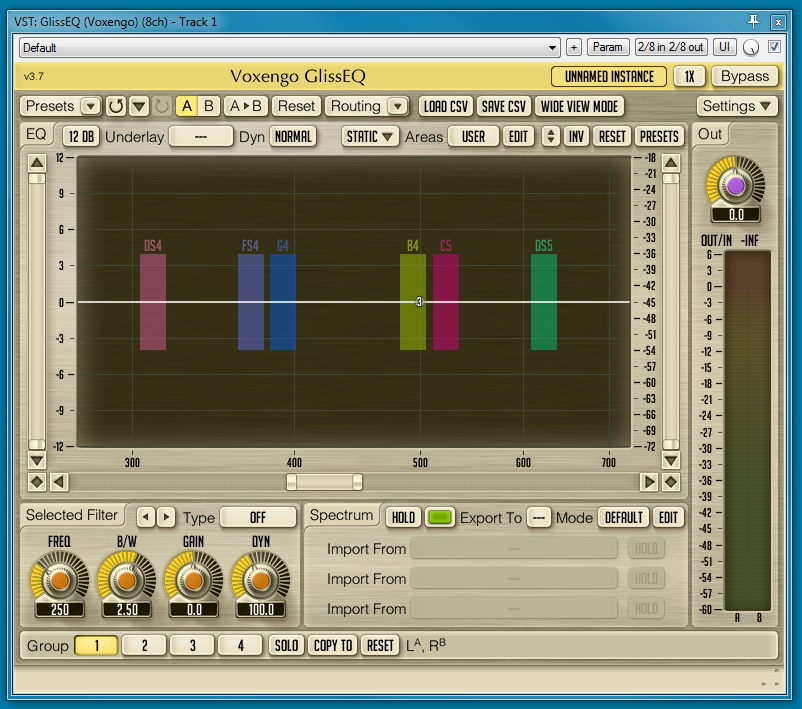 VST: GlissEQ (Voxengo) (8ch) - Track 1
Default + Param 2/8 in 2/8 out UI
v3.7 Voxengo GlissEQ UNNAMED INSTANCE 1X Bypass
Presets A B A B Reset Routing LOAD CSV SAVE CSV WIDE VIEW MODE Settings
EQ 12 DB Underlay --- Dyn NORMAL STATIC Areas USER EDIT INV RESET PRESETS Out
12 -18
-21
9 -24
-27
6 -30
DS4 FS4 G4 B4 C5 DS5 -33
3 -36
-39
-42
0 3 -45
-48
-3 -51
-54
-57
-6 -60
-63
-9 -66
-69
-12 -72
300 400 500 600 700
0.0
OUT/IN -INF
6
3
0
-3
-6
-9
-12
-15
-18
-21
-24
-27
-30
-33
-36
-39
-42
-45
-48
-51
-54
-57
-60
A B
Selected Filter Type OFF
FREQ B/W GAIN DYN
250 2.50 0.0 100.0
Spectrum HOLD Export To --- Mode DEFAULT EDIT
Import From --- HOLD
Import From --- HOLD
Import From --- HOLD
Group 1 2 3 4 SOLO COPY TO RESET LA, RB